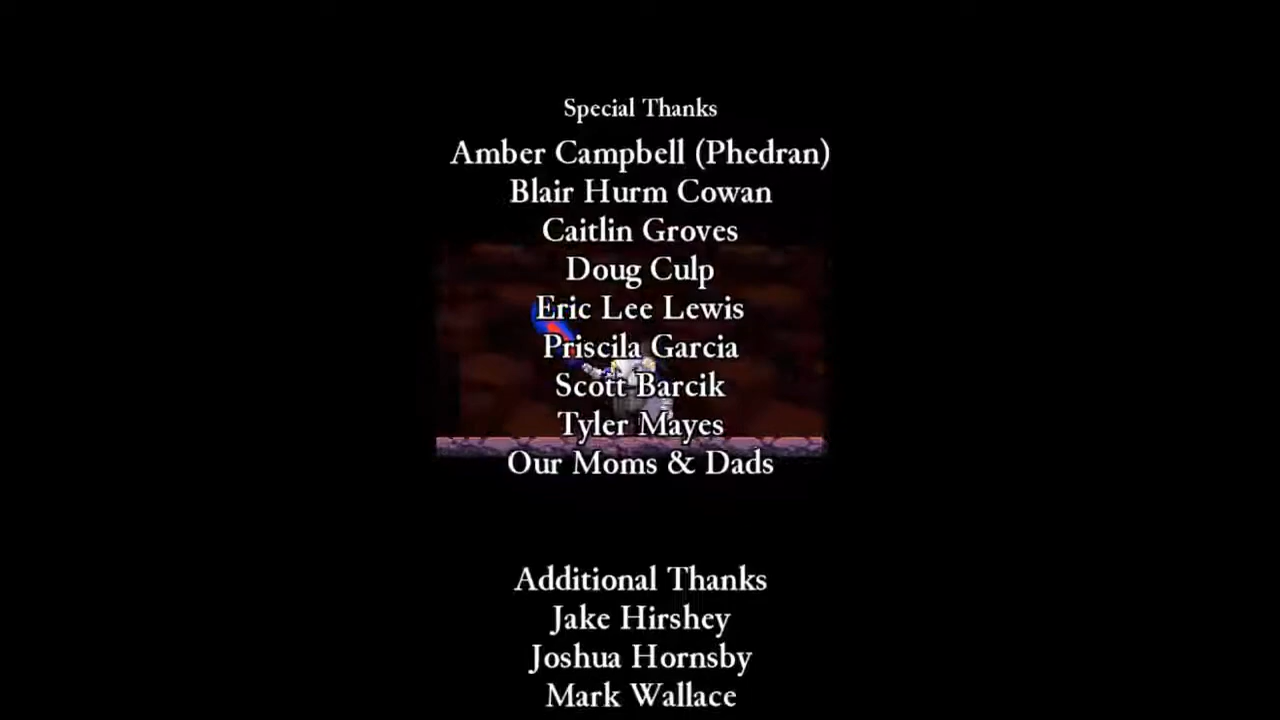 Special Thanks
Amber Campbell (Phedran)
Blair Hurm Cowan
Caitlin Groves
Doug Culp
Eric Lee Lewis
Priscila Garcia
Scott Barcik
Tyler Mayes
Our Moms & Dads
Additional Thanks
Jake Hirshey
Joshua Hornsby
Mark Wallace